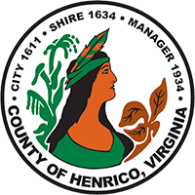 CITY 1611 • SHIRE 1634 • MANAGER 1934
COUNTY OF HENRICO, VIRGINIA